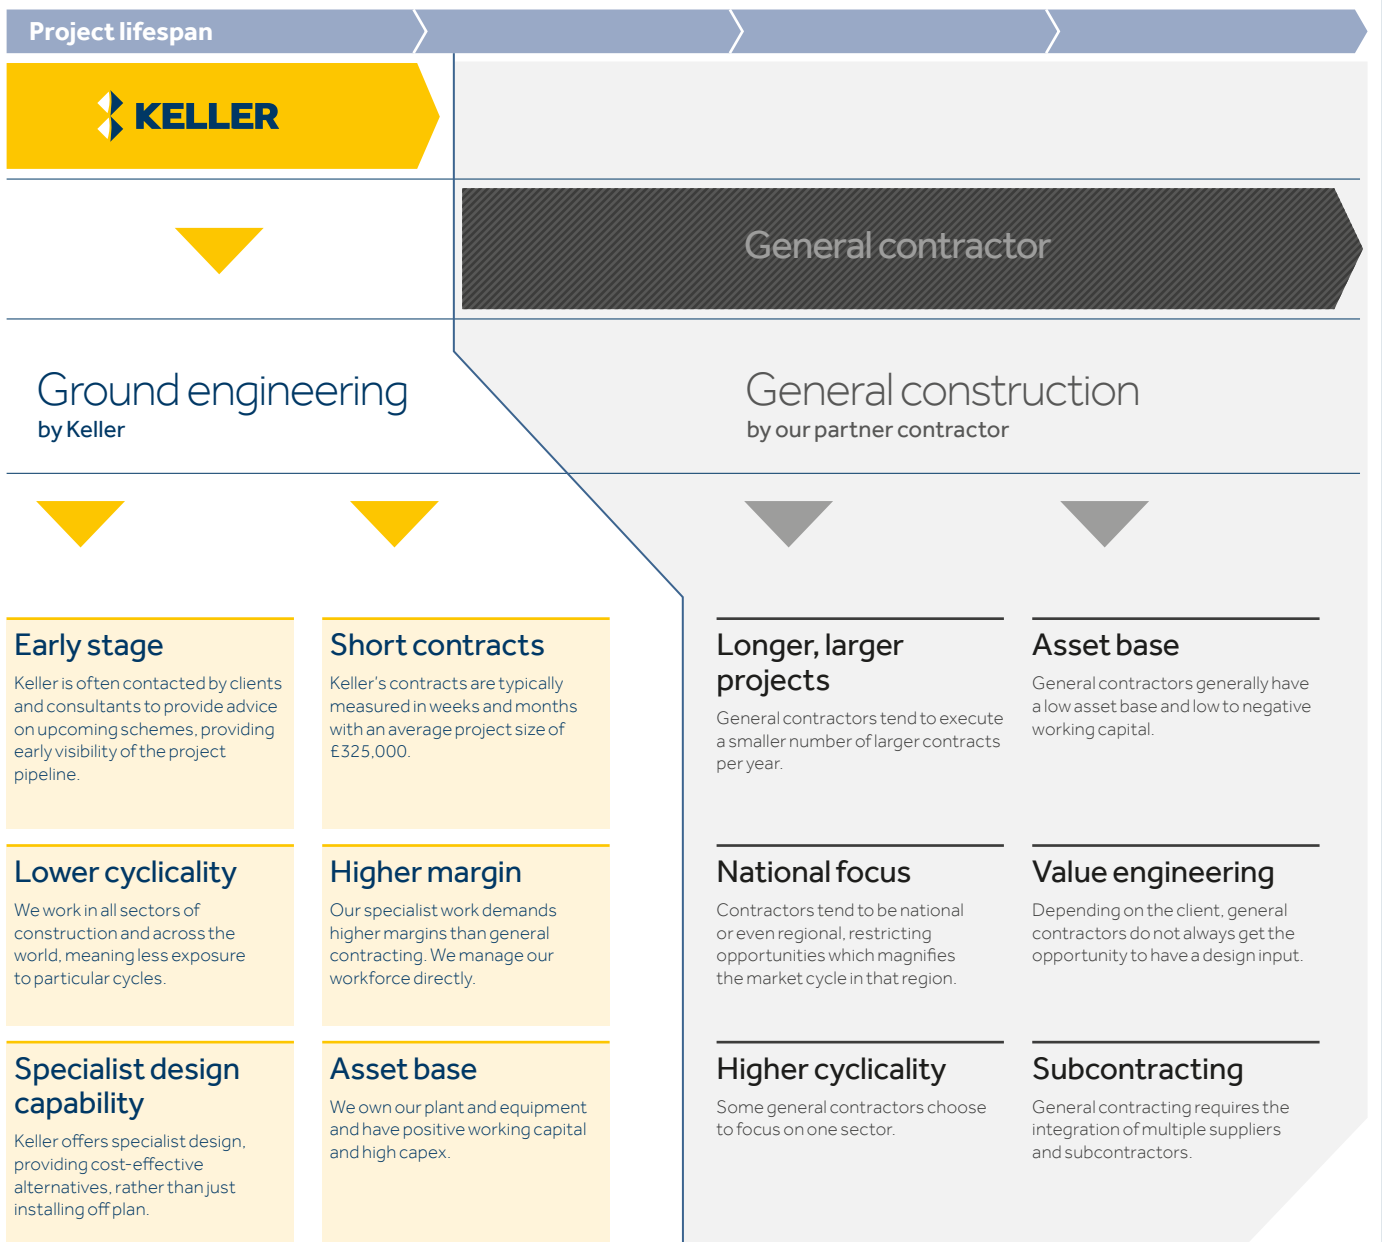 Project lifespan
KELLER
General contractor
Ground engineering
by Keller
General construction
by our partner contractor
Early stage
Keller is often contacted by clients
and consultants to provide advice
on upcoming schemes, providing
early visibility of the project
pipeline.
Short contracts
Keller's contracts are typically
measured in weeks and months
with an average project size of
£325,000.
Longer, larger
projects
General contractors tend to execute
a smaller number of larger contracts
per year.
Asset base
General contractors generally have
a low asset base and low to negative
working capital.
Lower cyclicality
We work in all sectors of
construction and across the
world, meaning less exposure
to particular cycles.
Higher margin
Our specialist work demands
higher margins than general
contracting. We manage our
workforce directly.
National focus
Contractors tend to be national
or even regional, restricting
opportunities which magnifies
the market cycle in that region.
Value engineering
Depending on the client, general
contractors do not always get the
opportunity to have a design input.
Specialist design
capability
Keller offers specialist design,
providing cost-effective
alternatives, rather than just
installing off plan.
Asset base
We own our plant and equipment
and have positive working capital
and high capex.
Higher cyclicality
Some general contractors choose
to focus on one sector.
Subcontracting
General contracting requires the
integration of multiple suppliers
and subcontractors.